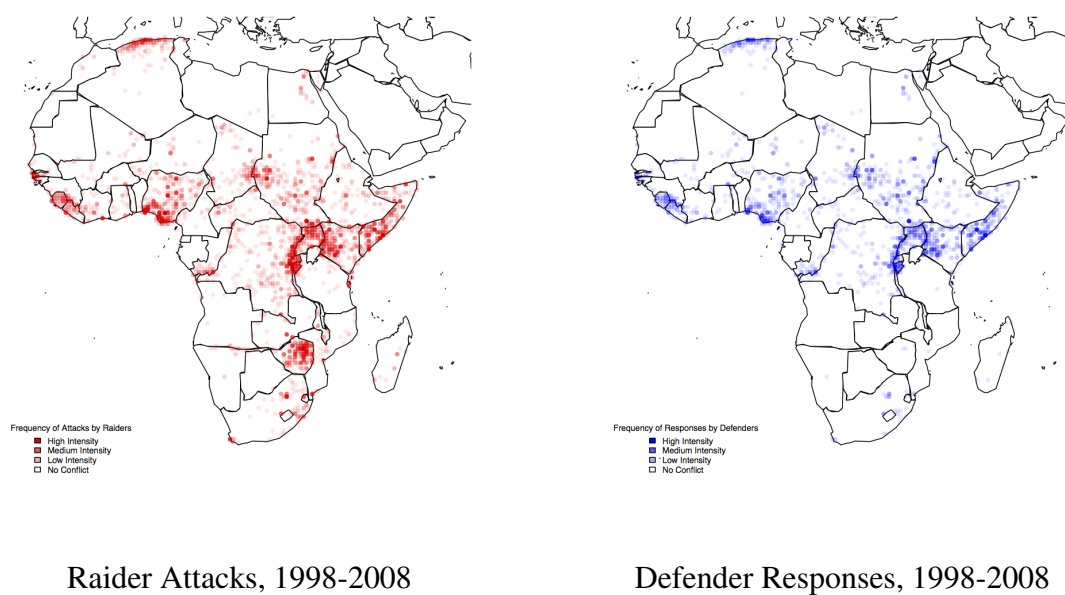 Frequency of Attacks by Raiders
High Intensity
Medium Intensity
Low Intensity
No Conflict
Frequency of Responses by Defenders
High Intensity
Medium Intensity
Low Intensity
No Conflict
Raider Attacks, 1998-2008
Defender Responses, 1998-2008